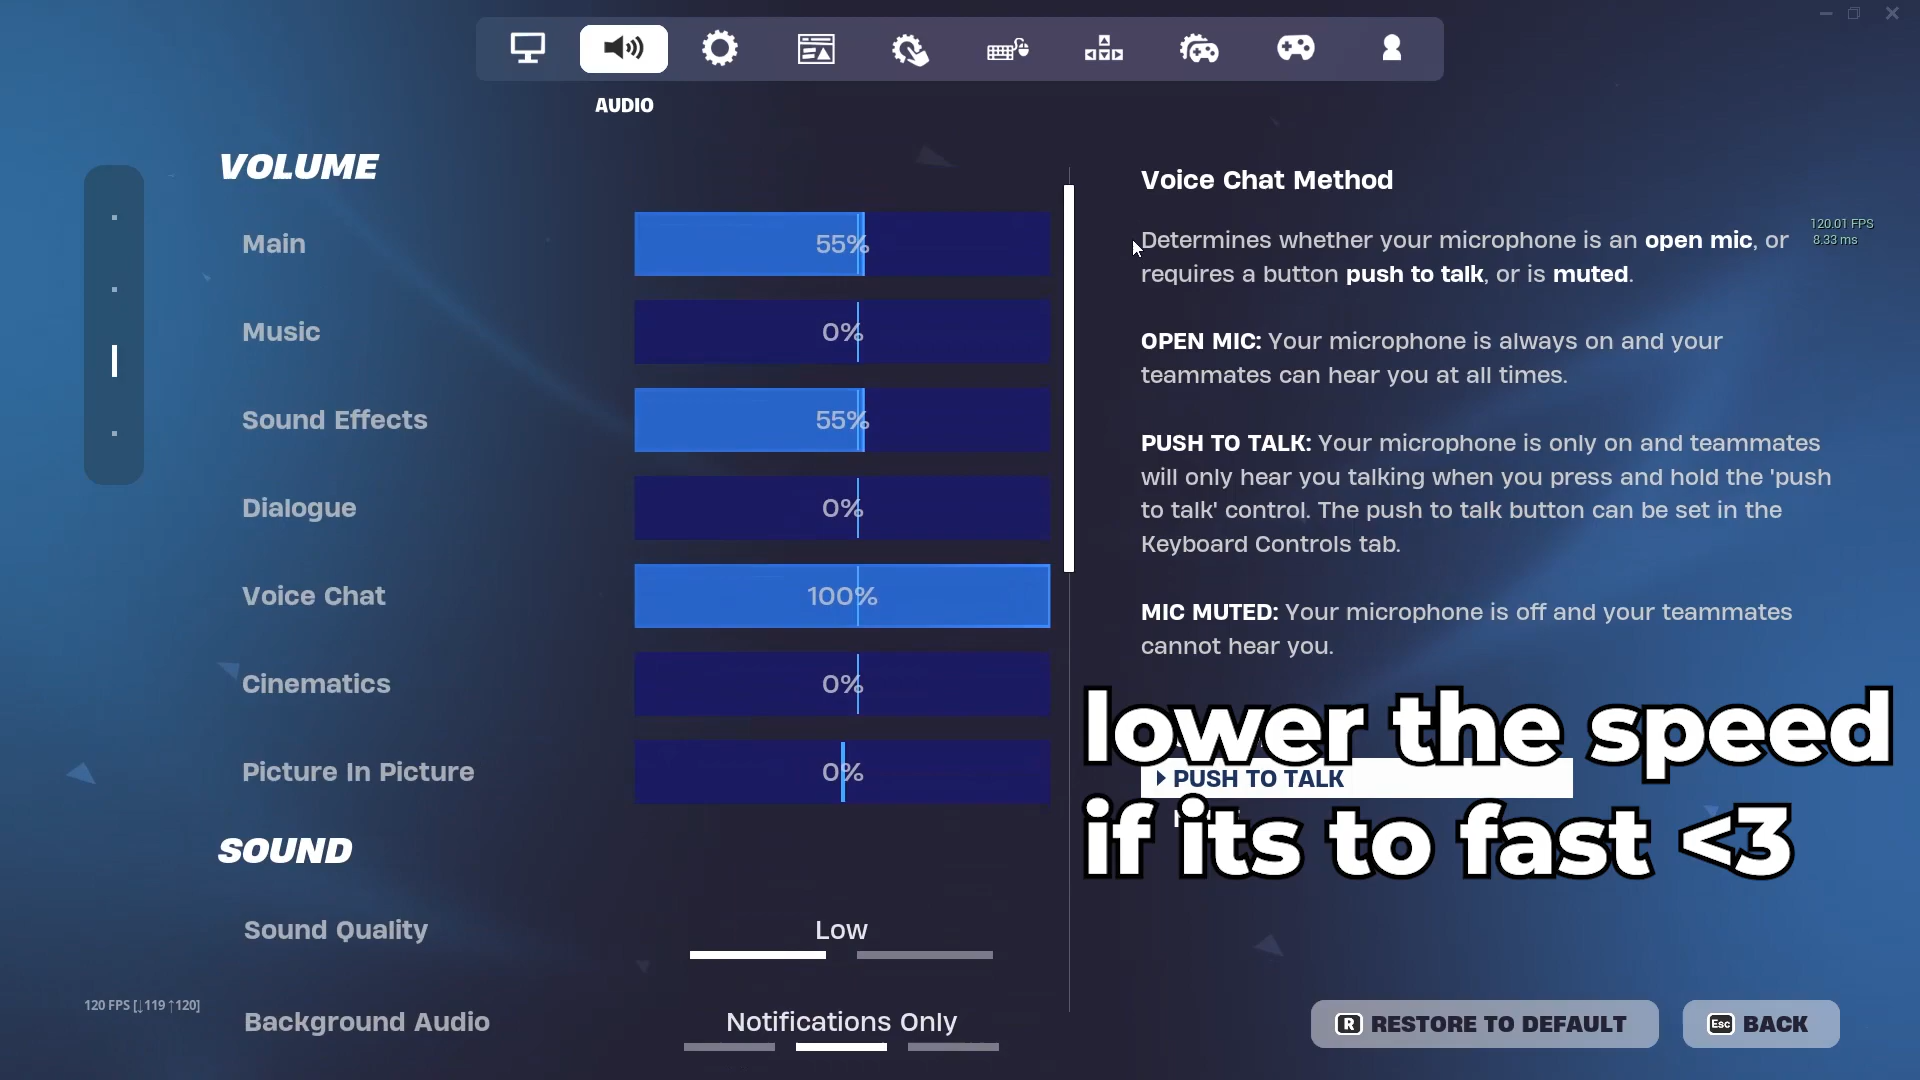 AUDIO
VOLUME
Main
55%
Music
0%
Sound Effects
55%
Dialogue
0%
Voice Chat
100%
Cinematics
0%
Picture In Picture
0%
SOUND
Sound Quality
Low
Background Audio
Notifications Only
120 FPS [↓119 ↑120]
Voice Chat Method
Determines whether your microphone is an open mic, or
requires a button push to talk, or is muted.
120.01 FPS
8.33 ms
OPEN MIC: Your microphone is always on and your
teammates can hear you at all times.
PUSH TO TALK: Your microphone is only on and teammates
will only hear you talking when you press and hold the 'push
to talk' control. The push to talk button can be set in the
Keyboard Controls tab.
MIC MUTED: Your microphone is off and your teammates
cannot hear you.
lower the speed
PUSH TO TALK
if its to fast <3
R RESTORE TO DEFAULT
Esc BACK